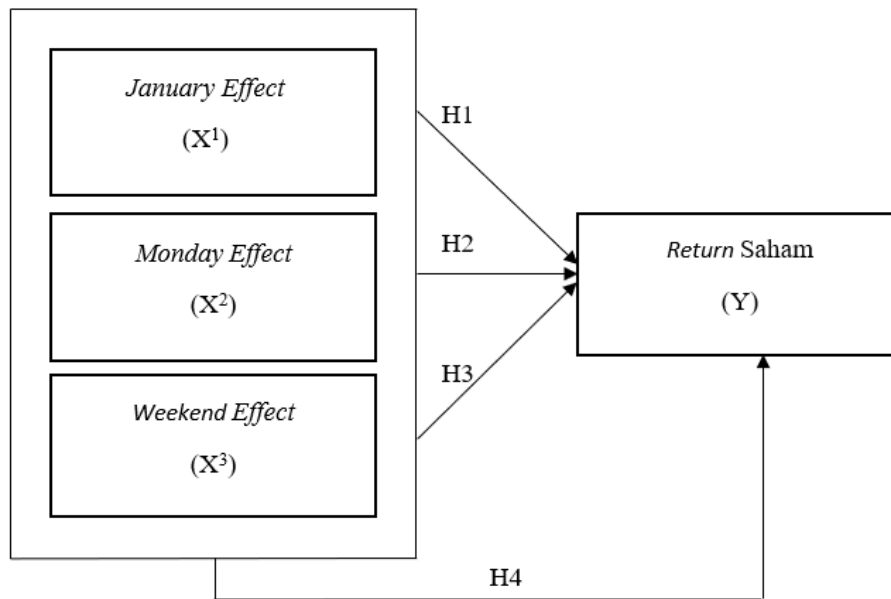 January Effect
(X¹)
H1
Monday Effect
(X²)
H2
Return Saham
(Y)
H3
Weekend Effect
(X³)
H4